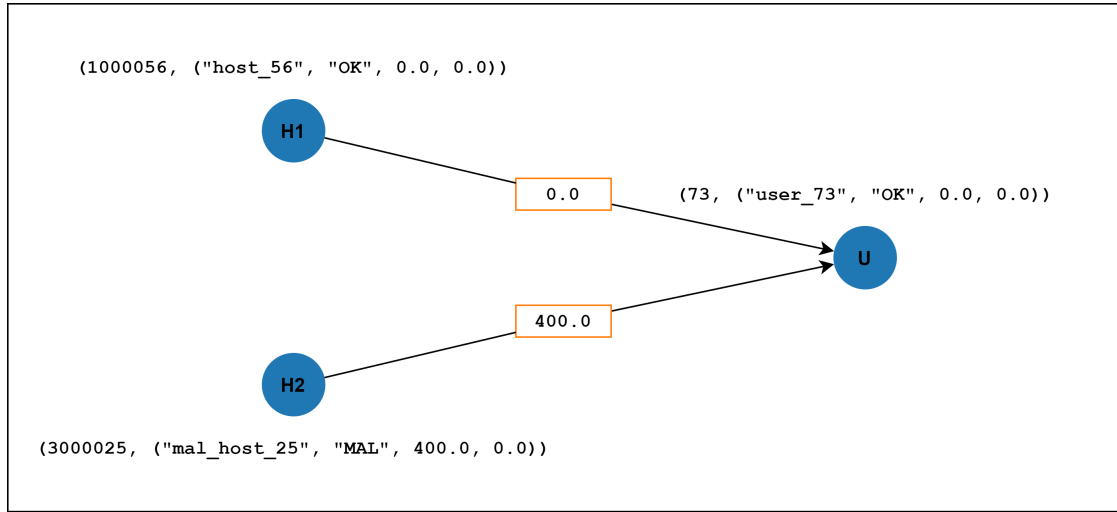 (1000056, ("host_56", "OK", 0.0, 0.0))
H1
0.0
(73, ("user_73", "OK", 0.0, 0.0))
U
400.0
H2
(3000025, ("mal_host_25", "MAL", 400.0, 0.0))